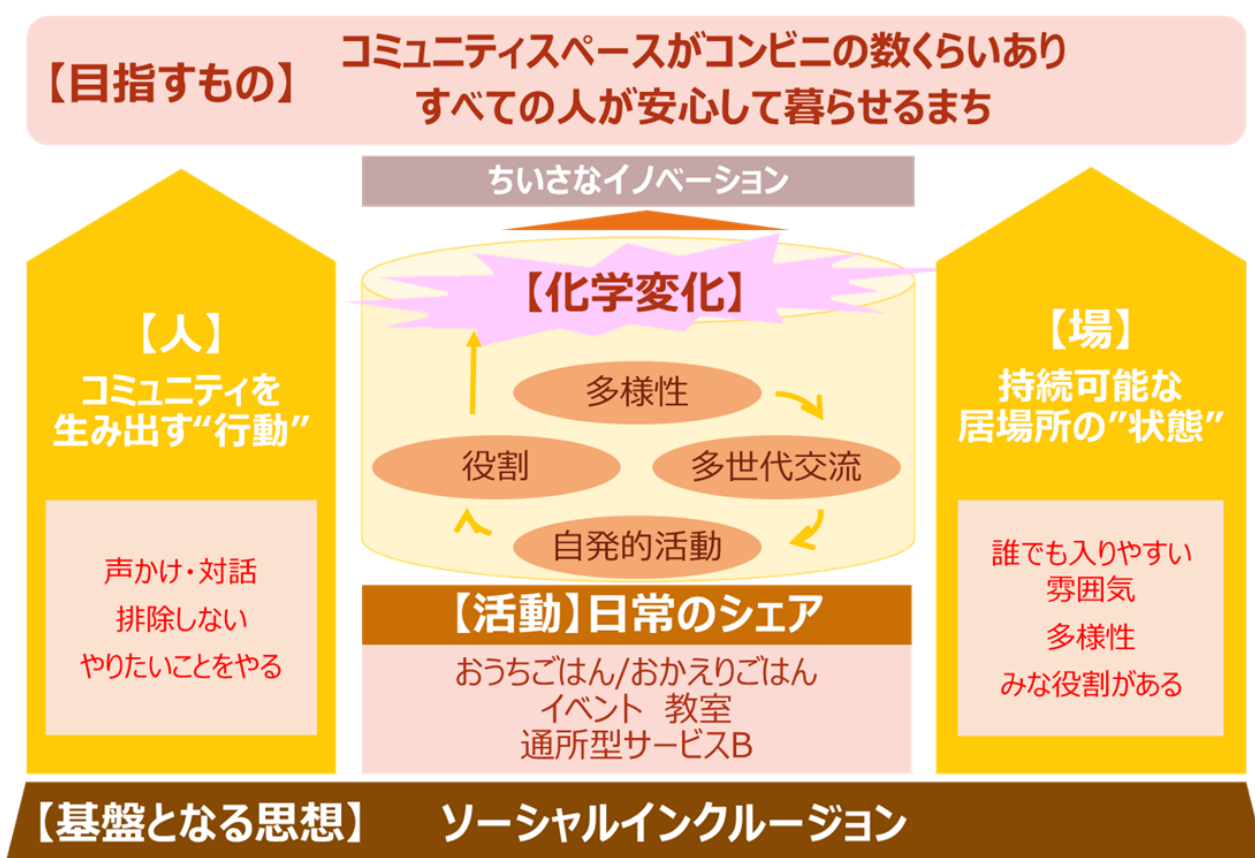 【目指すもの】
コミュニティスペースがコンビニの数くらいあり
すべての人が安心して暮らせるまち
ちいさなイノベーション
【人】
コミュニティを
生み出す“行動”
声かけ・対話
排除しない
やりたいことをやる
【化学変化】
多様性
役割
多世代交流
自発的活動
【活動】日常のシェア
おうちごはん/おかえりごはん
イベント 教室
通所型サービスB
【場】
持続可能な
居場所の”状態”
誰でも入りやすい
雰囲気
多様性
みな役割がある
【基盤となる思想】 ソーシャルインクルージョン